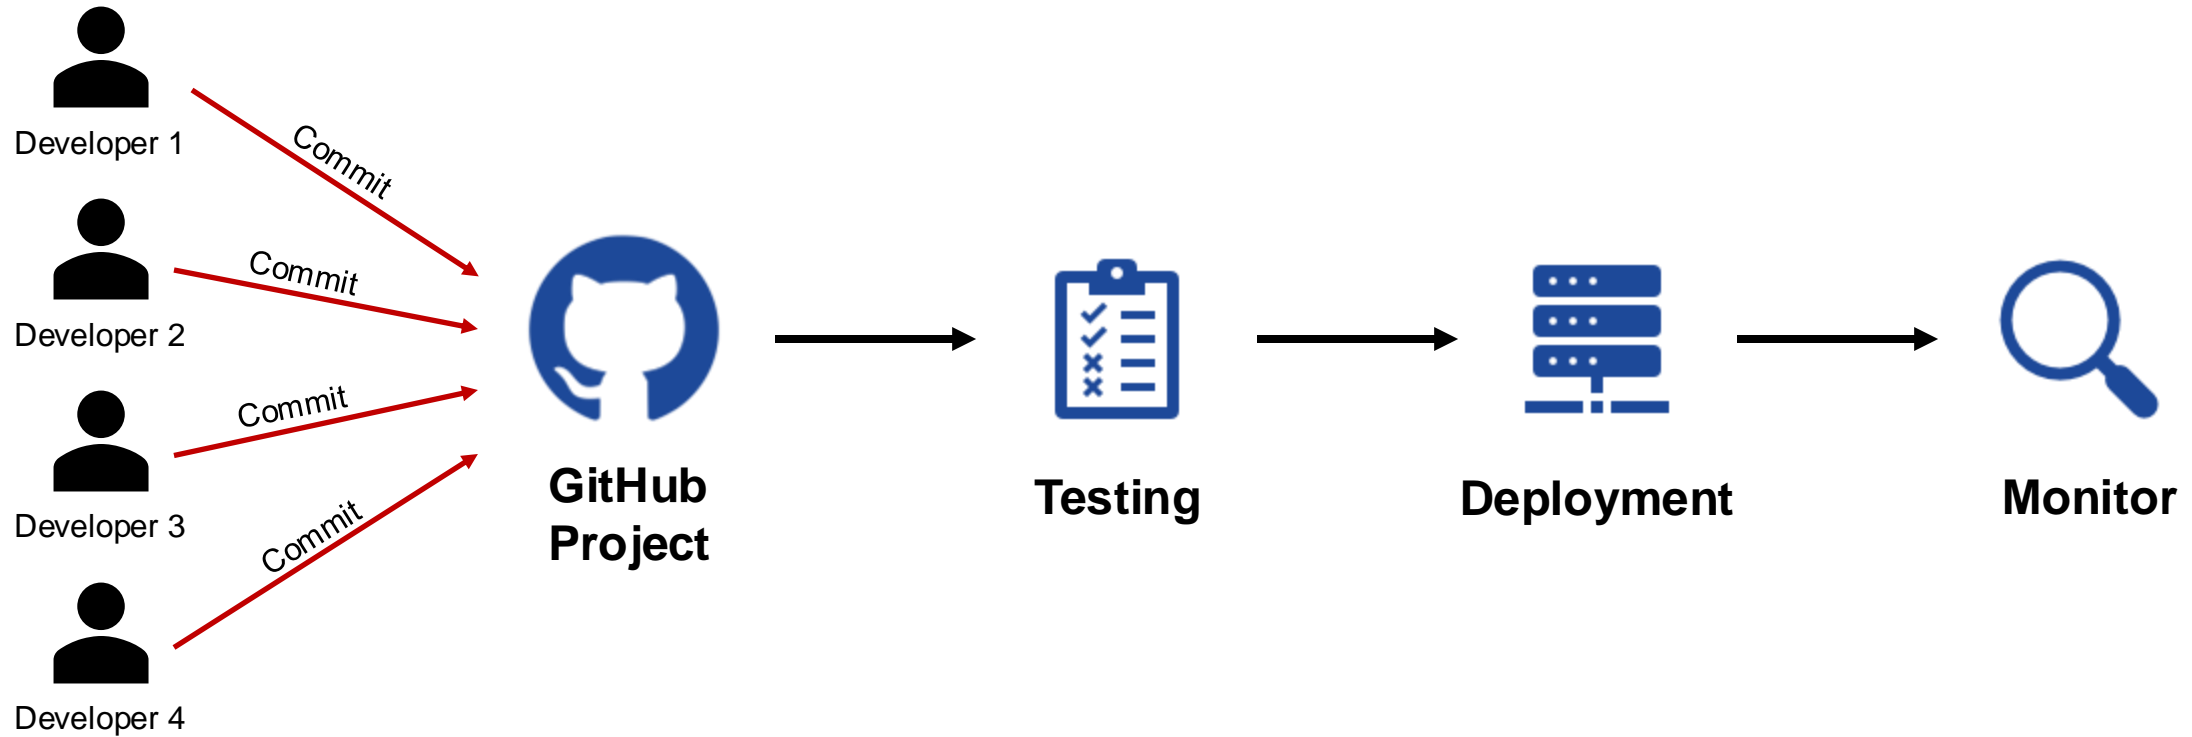 Developer 1
Commit
Developer 2
Commit
Developer 3
Commit
Developer 4
Commit
GitHub
Project
Testing
Deployment
Monitor